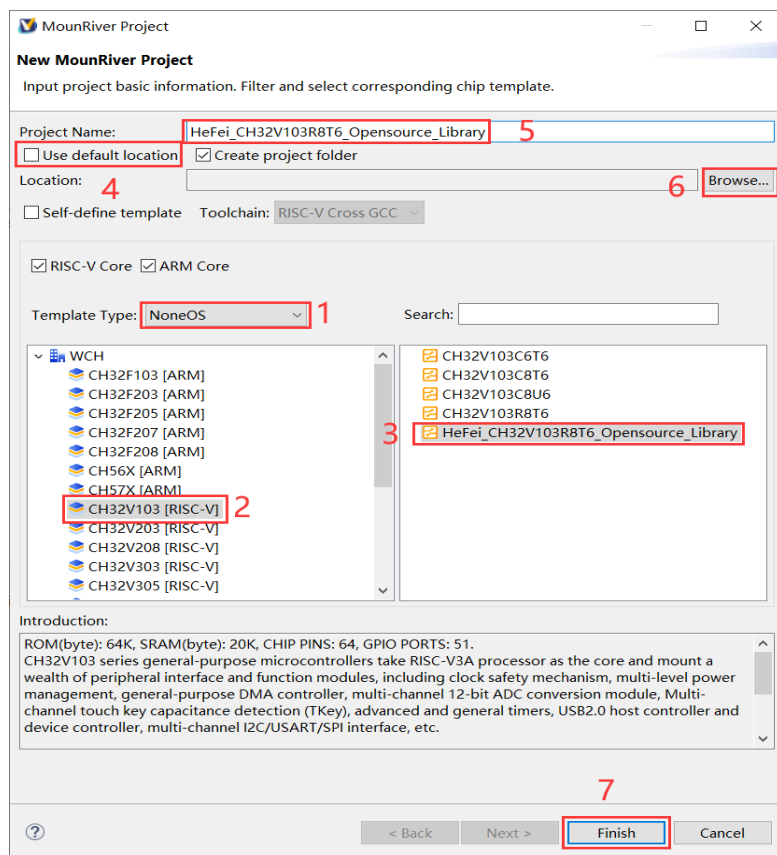 MounRiver Project
New MounRiver Project
Input project basic information. Filter and select corresponding chip template.
Project Name: HeFei_CH32V103R8T6_Opensource_Library 5
Use default location Create project folder
4
Location: 6 Browse...
Self-define template Toolchain: RISC-V Cross GCC
RISC-V Core ARM Core
Template Type: NoneOS 1 Search:
WCH
CH32F103 [ARM]
CH32F203 [ARM]
CH32F205 [ARM]
CH32F207 [ARM]
CH32F208 [ARM]
CH56X [ARM]
CH57X [ARM]
CH32V103 [RISC-V] 2
CH32V203 [RISC-V]
CH32V208 [RISC-V]
CH32V303 [RISC-V]
CH32V305 [RISC-V]
CH32V103C6T6
CH32V103C8T6
CH32V103C8U6
CH32V103R8T6
3 HeFei_CH32V103R8T6_Opensource_Library
Introduction:
ROM(byte): 64K, SRAM(byte): 20K, CHIP PINS: 64, GPIO PORTS: 51.
CH32V103 series general-purpose microcontrollers take RISC-V3A processor as the core and mount a
wealth of peripheral interface and function modules, including clock safety mechanism, multi-level power
management, general-purpose DMA controller, multi-channel 12-bit ADC conversion module, Multi-
channel touch key capacitance detection (TKey), advanced and general timers, USB2.0 host controller and
device controller, multi-channel I2C/USART/SPI interface, etc.
7
? < Back Next > Finish Cancel